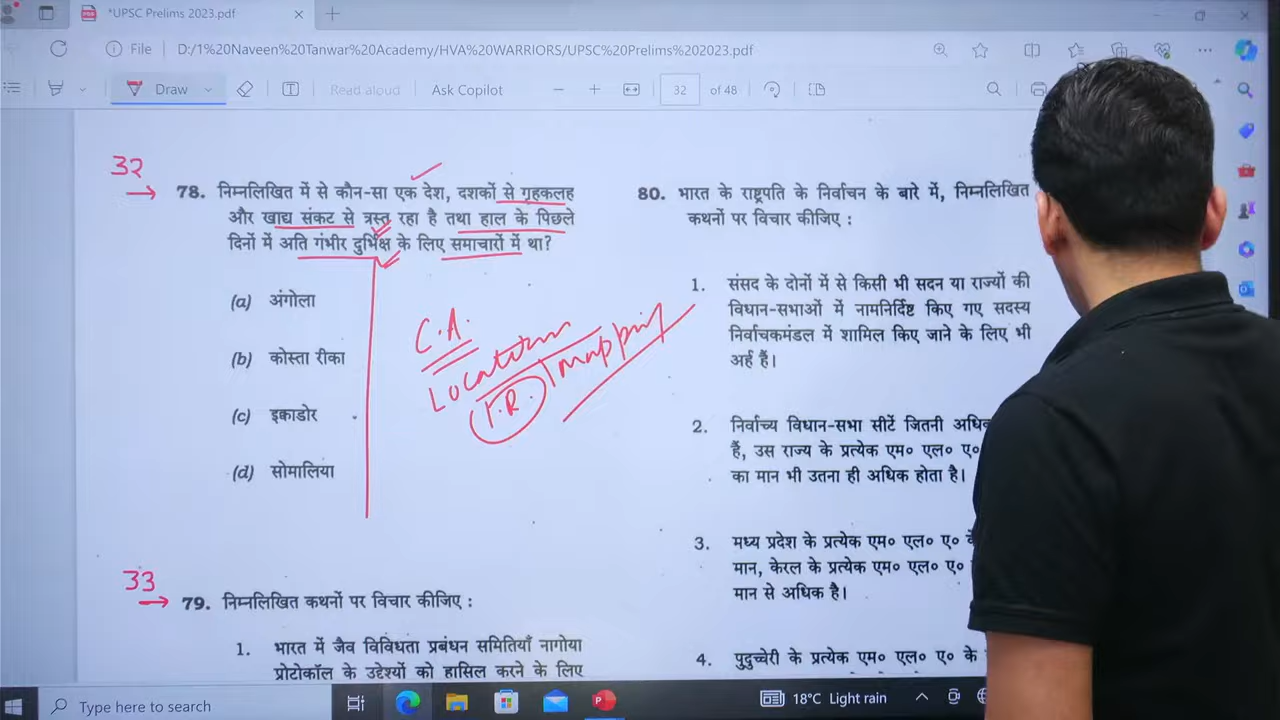 *UPSC Prelims 2023.pdf
File D:/1%20Naveen%20Tanwar%20Academy/HVA%20WARRIORS/UPSC%20Prelims%202023.pdf
Draw Read aloud Ask Copilot 32 of 48
32
78. निम्नलिखित में से कौन-सा एक देश, दशकों से गृहकलह
और खाद्य संकट से त्रस्त रहा है तथा हाल के पिछले
दिनों में अति गंभीर दुर्भिक्ष के लिए समाचारों में था?
(a) अंगोला
(b) कोस्ता रीका
(c) इक्वाडोर
(d) सोमालिया
C.A.
Location
I.R. mapping
33
79. निम्नलिखित कथनों पर विचार कीजिए :
1. भारत में जैव विविधता प्रबंधन समितियाँ नागोया
प्रोटोकॉल के उद्देश्यों को हासिल करने के लिए
80. भारत के राष्ट्रपति के निर्वाचन के बारे में, निम्नलिखित
कथनों पर विचार कीजिए :
1. संसद के दोनों में से किसी भी सदन या राज्यों की
विधान-सभाओं में नामनिर्दिष्ट किए गए सदस्य
निर्वाचकमंडल में शामिल किए जाने के लिए भी
अर्ह हैं।
2. निर्वाच्य विधान-सभा सीटें जितनी
हैं, उस राज्य के प्रत्येक एम० एल० ए०
का मान भी उतना ही अधिक होता है।
3. मध्य प्रदेश के प्रत्येक एम० एल० ए०
मान, केरल के प्रत्येक एम० एल० ए०
मान से अधिक है।
4. पुदुच्चेरी के प्रत्येक एम० एल० ए० के
Type here to search
18°C Light rain